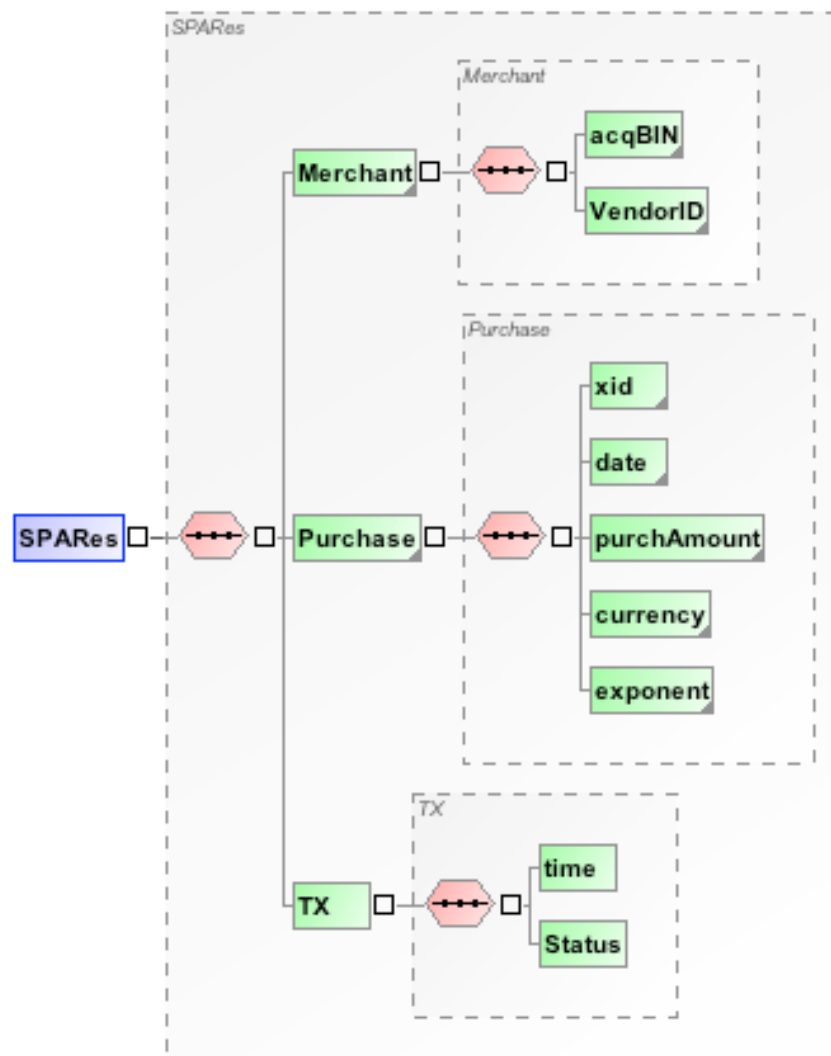 SPARes
Merchant
Merchant
acqBIN
VendorID
Purchase
xid
date
SPARes
Purchase
purchAmount
currency
exponent
TX
time
TX
Status